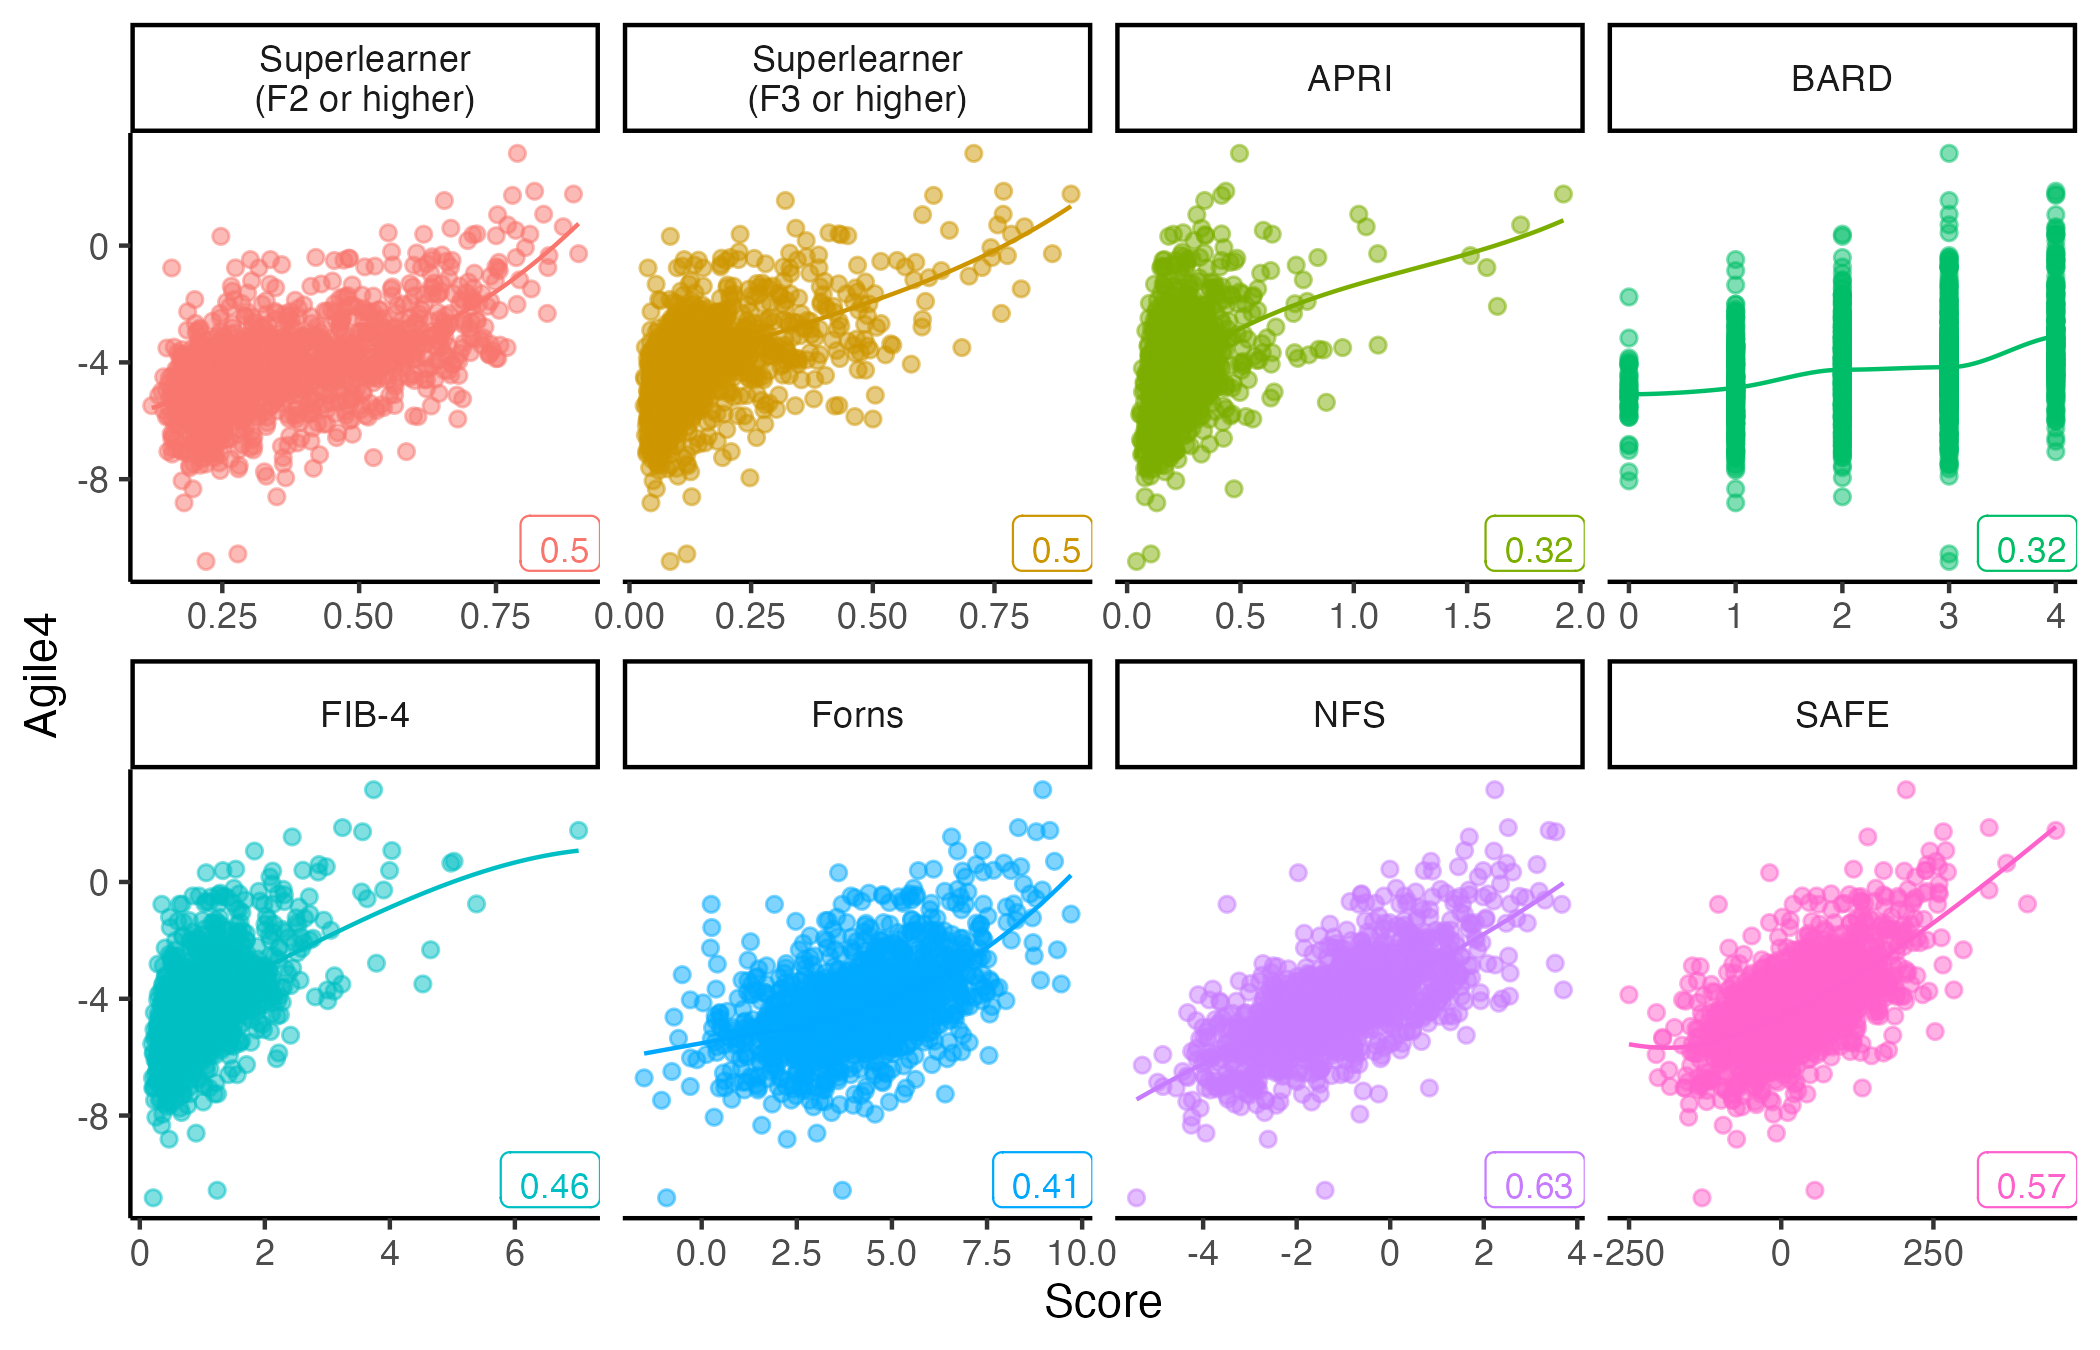 Superlearner
(F2 or higher)
Superlearner
(F3 or higher)
APRI
BARD
0
-4
-8
0.5
0.5
0.32
0.32
0.25 0.50 0.75
0.00 0.25 0.50 0.75
0.0 0.5 1.0 1.5 2.0
0 1 2 3 4
Agile4
FIB-4
Forns
NFS
SAFE
0
-4
-8
0.46
0.41
0.63
0.57
0 2 4 6
0.0 2.5 5.0 7.5 10.0
-4 -2 0 2 4
-250 0 250
Score